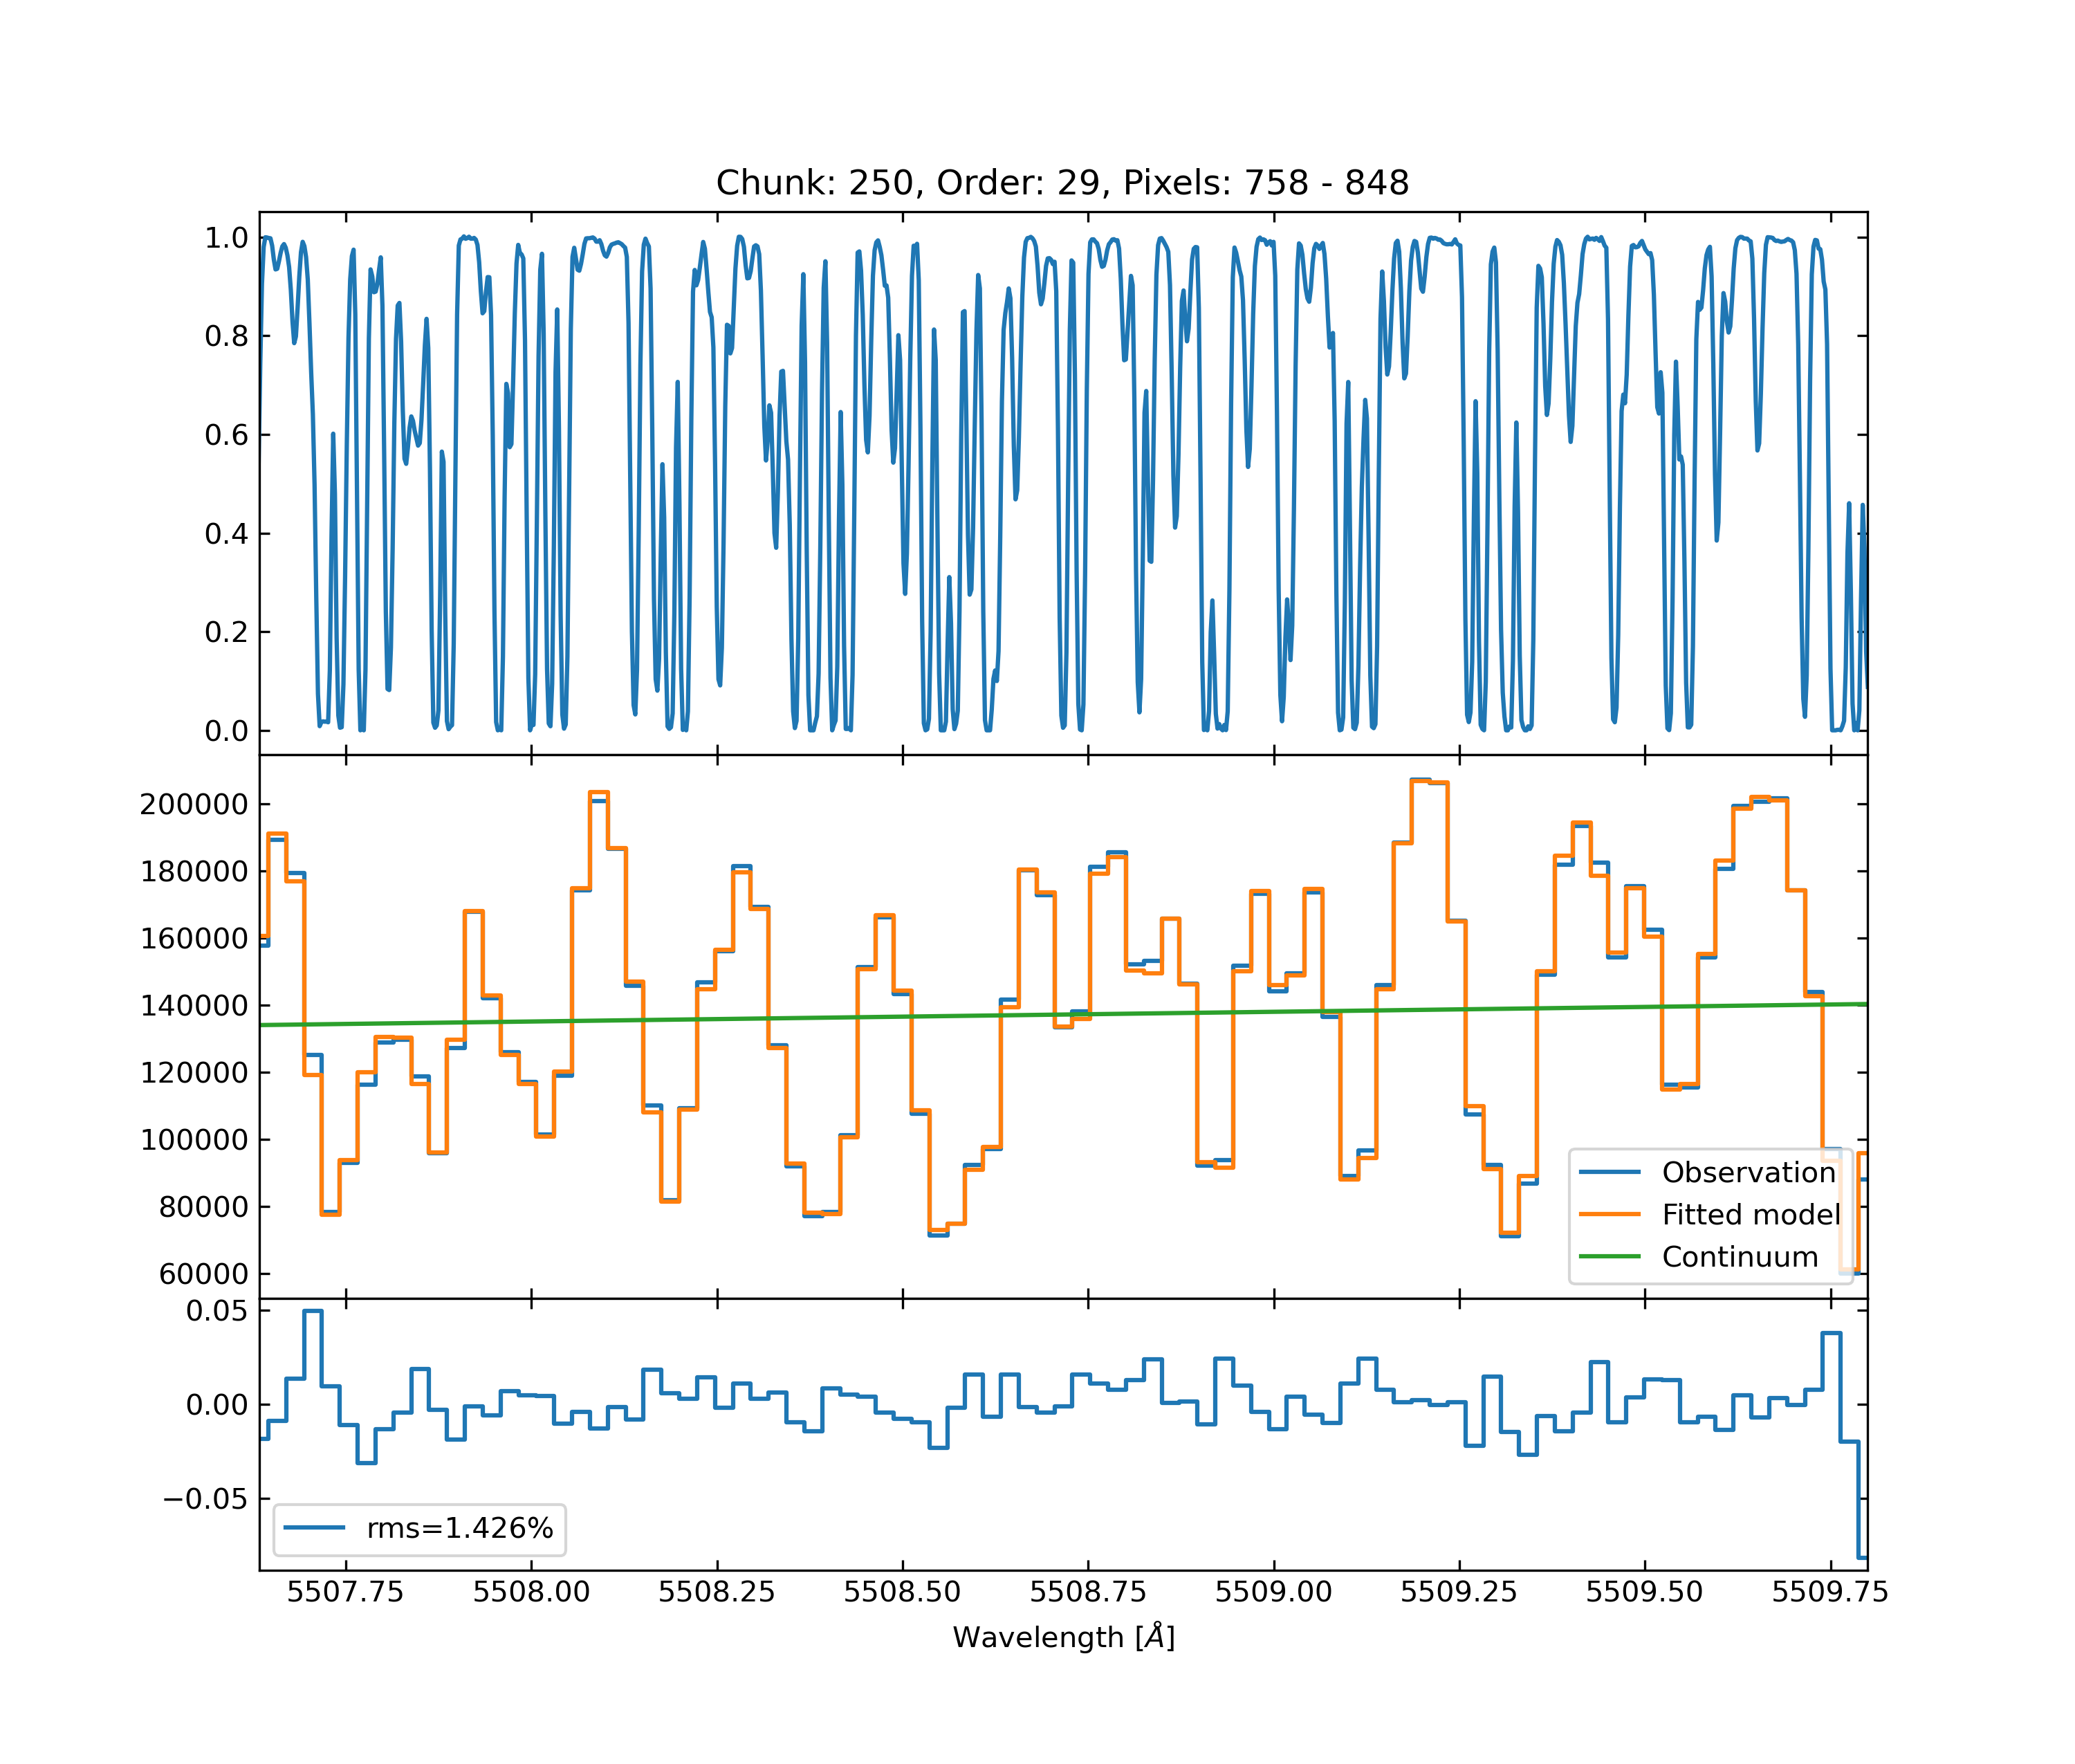 Chunk: 250, Order: 29, Pixels: 758 - 848
1.0
0.8
0.6
0.4
0.2
0.0
200000
180000
160000
140000
120000
100000
80000
60000
Observation
Fitted model
Continuum
0.05
0.00
−0.05
rms=1.426%
5507.75 5508.00 5508.25 5508.50 5508.75 5509.00 5509.25 5509.50 5509.75
Wavelength [Å]